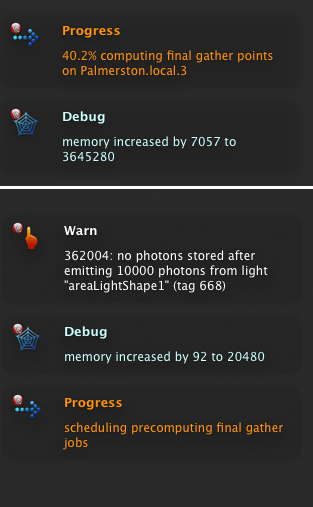 Progress
40.2% computing final gather points
on Palmerston.local.3
Debug
memory increased by 7057 to
3645280
Warn
362004: no photons stored after
emitting 10000 photons from light
"areaLightShape1" (tag 668)
Debug
memory increased by 92 to 20480
Progress
scheduling precomputing final gather
jobs